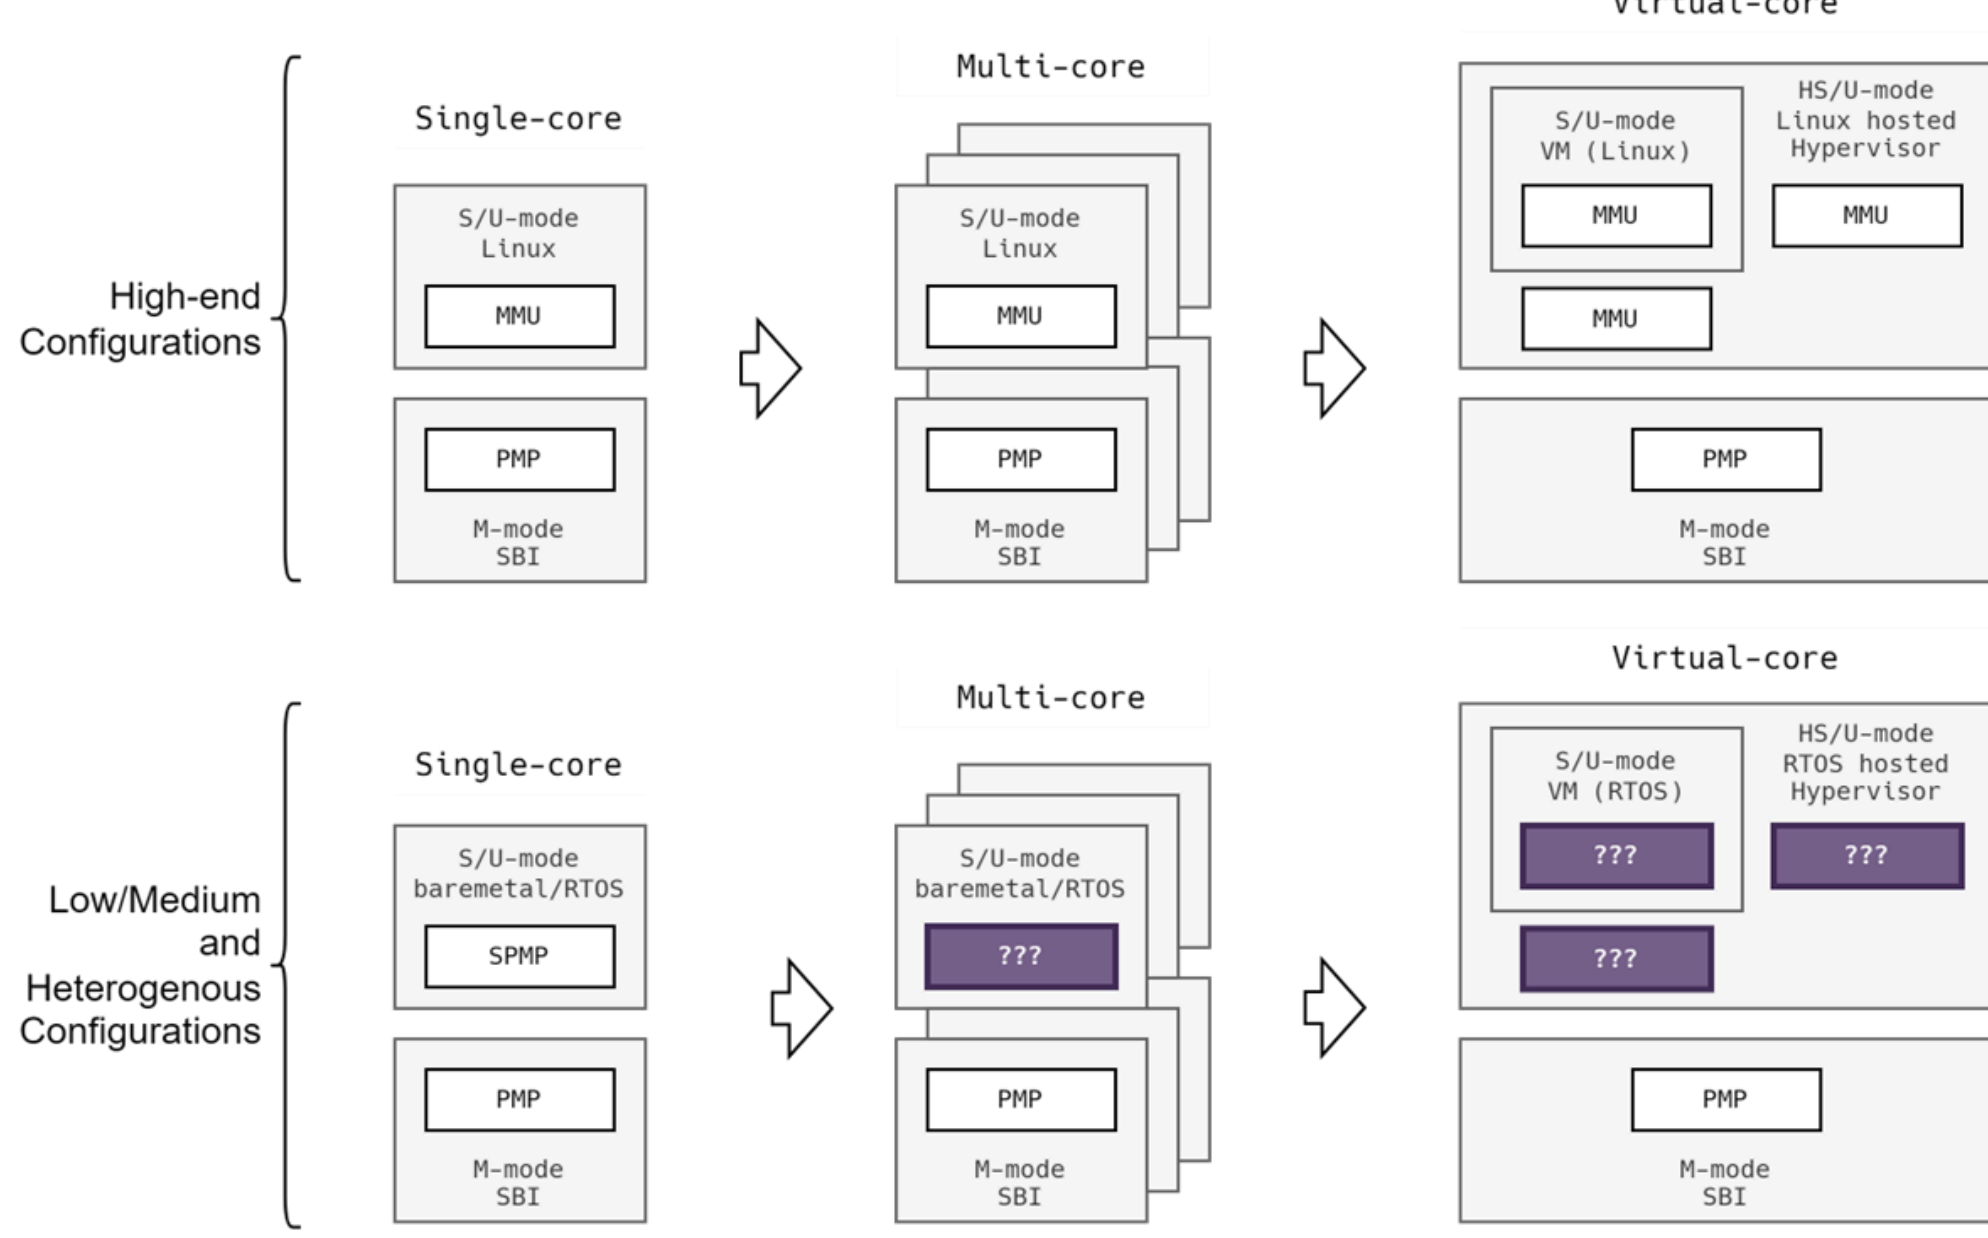 Virtual-core
Multi-core
Single-core
HS/U-mode
Linux hosted
Hypervisor
S/U-mode
VM (Linux)
MMU
MMU
MMU
S/U-mode
Linux
MMU
S/U-mode
Linux
MMU
High-end
Configurations
PMP
M-mode
SBI
PMP
M-mode
SBI
PMP
M-mode
SBI
Virtual-core
Multi-core
Single-core
HS/U-mode
RTOS hosted
Hypervisor
S/U-mode
VM (RTOS)
???
???
???
S/U-mode
baremetal/RTOS
SPMP
S/U-mode
baremetal/RTOS
???
Low/Medium
and
Heterogenous
Configurations
PMP
M-mode
SBI
PMP
M-mode
SBI
PMP
M-mode
SBI